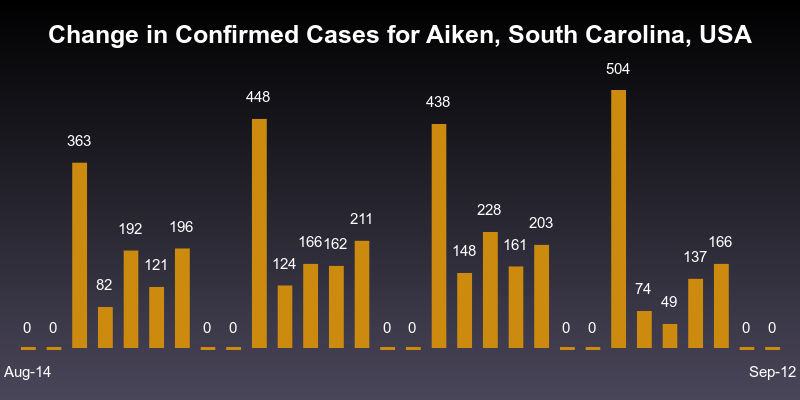 Change in Confirmed Cases for Aiken, South Carolina, USA
0 0 363 82 192 121 196 0 0 448 124 166 162 211 0 0 438 148 228 161 203 0 0 504 74 49 137 166 0 0
Aug-14 Sep-12